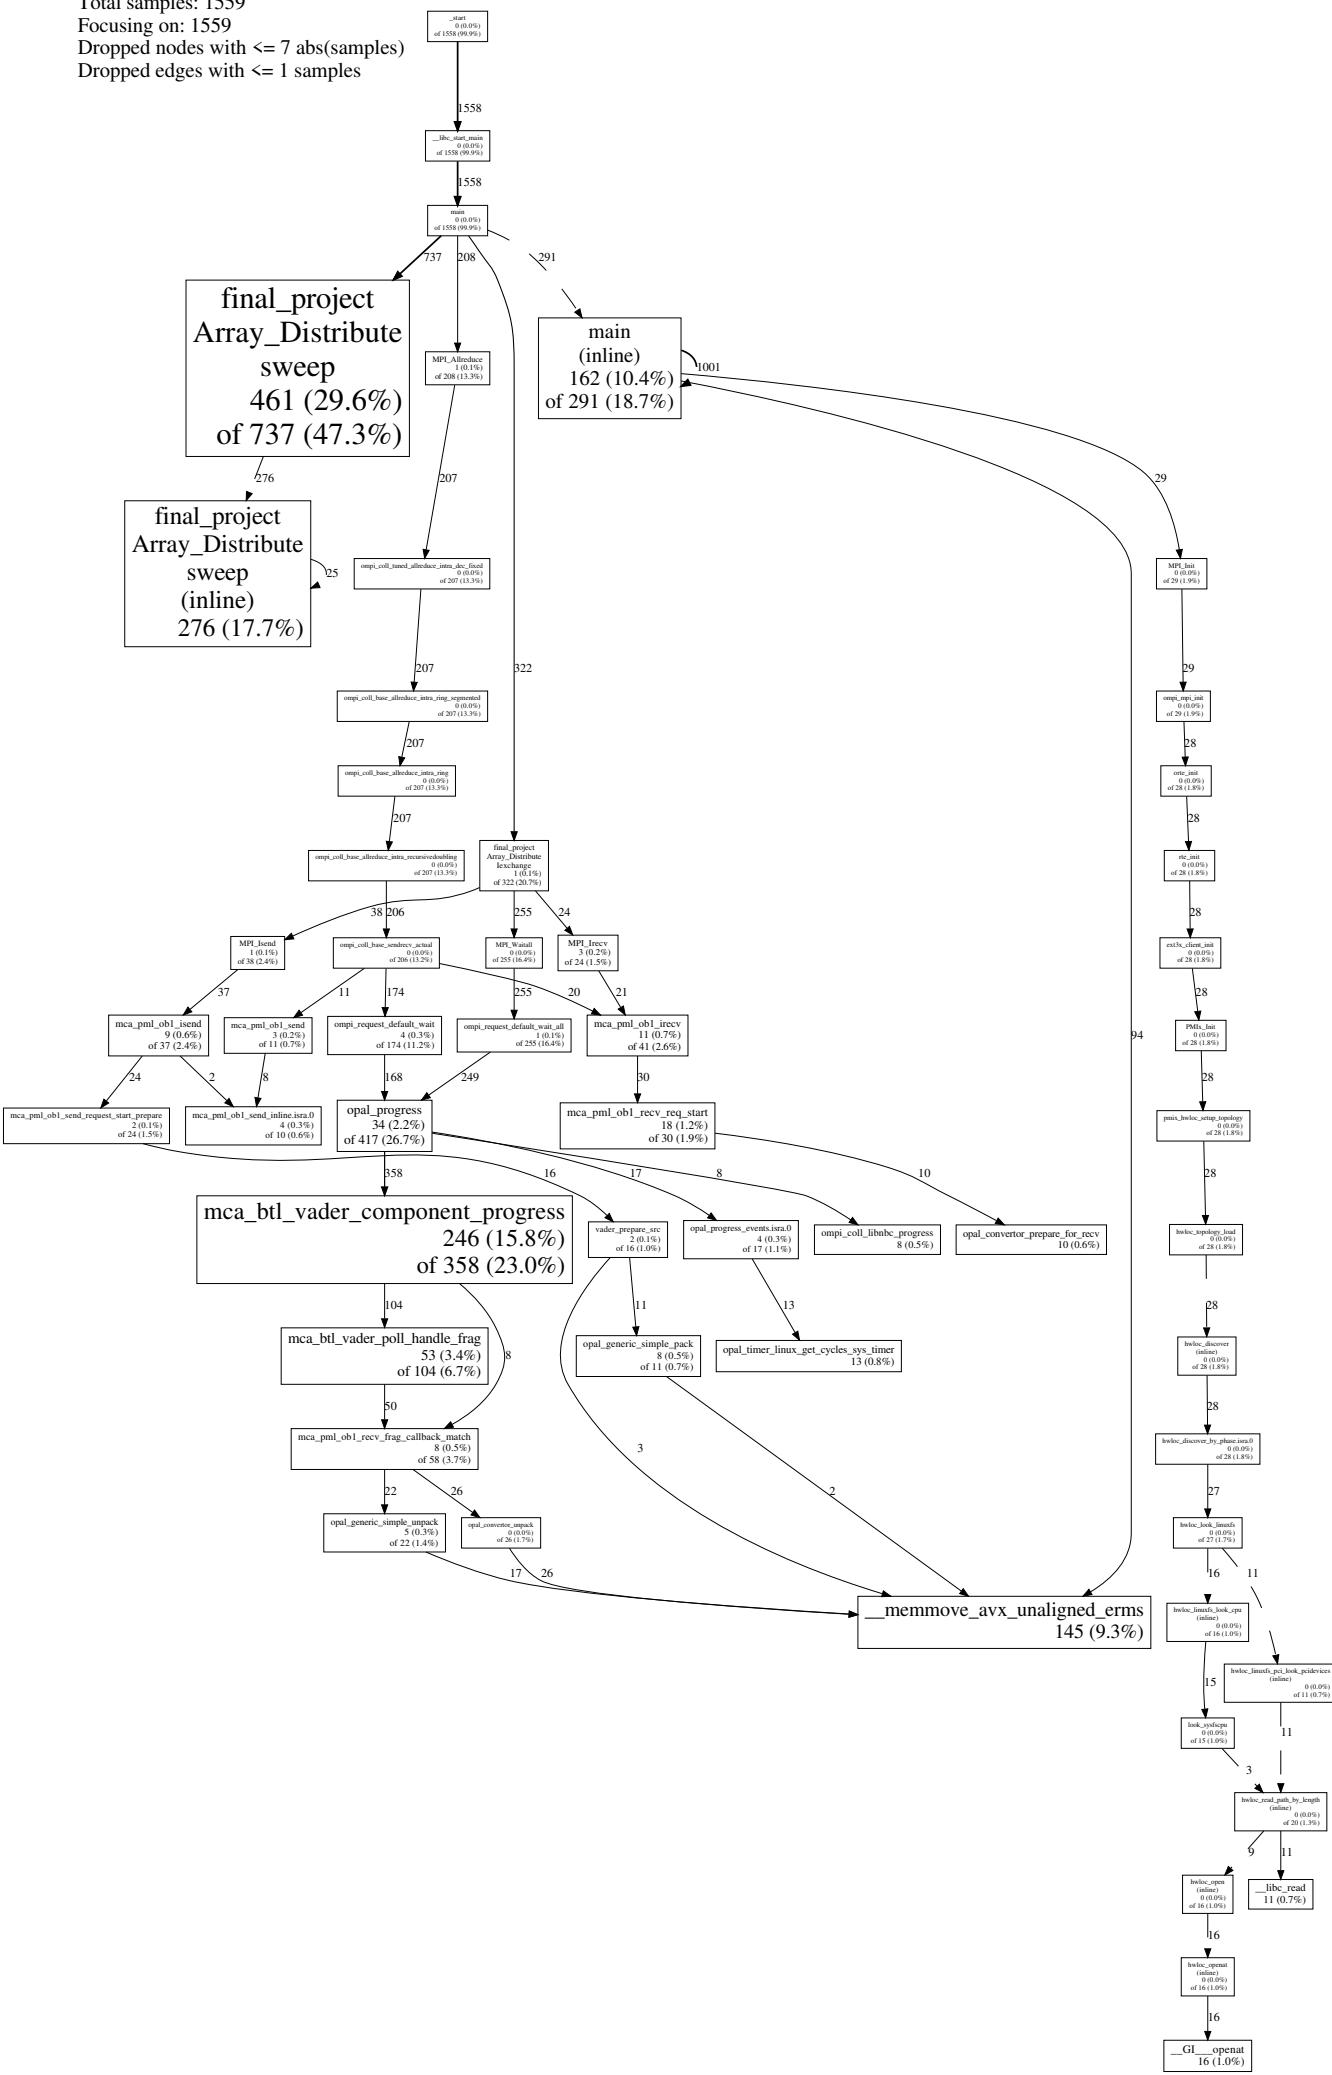 Total samples: 1559
Focusing on: 1559
Dropped nodes with <= 7 abs(samples)
Dropped edges with <= 1 samples
_start
0 (0.0%)
of 1558 (99.9%)
1558
__libc_start_main
0 (0.0%)
of 1558 (99.9%)
1558
main
0 (0.0%)
of 1558 (99.9%)
737
208
291
final_project
Array_Distribute
sweep
461 (29.6%)
of 737 (47.3%)
main
(inline)
162 (10.4%)
of 291 (18.7%)
1001
MPI_Allreduce
1 (0.1%)
of 208 (13.3%)
276
207
29
final_project
Array_Distribute
sweep
(inline)
276 (17.7%)
25
ompi_coll_tuned_allreduce_intra_dec_fixed
0 (0.0%)
of 207 (13.3%)
MPI_Init
0 (0.0%)
of 29 (1.9%)
207
322
29
ompi_coll_base_allreduce_intra_ring_segmented
0 (0.0%)
of 207 (13.3%)
ompi_mpi_init
0 (0.0%)
of 29 (1.9%)
207
28
ompi_coll_base_allreduce_intra_ring
0 (0.0%)
of 207 (13.3%)
orte_init
0 (0.0%)
of 28 (1.8%)
207
28
ompi_coll_base_allreduce_intra_recursivedoubling
0 (0.0%)
of 207 (13.3%)
final_project
Array_Distribute
Iexchange
1 (0.1%)
of 322 (20.7%)
rte_init
0 (0.0%)
of 28 (1.8%)
38
206
255
24
28
MPI_Isend
1 (0.1%)
of 38 (2.4%)
ompi_coll_base_sendrecv_actual
0 (0.0%)
of 206 (13.2%)
MPI_Waitall
0 (0.0%)
of 255 (16.4%)
MPI_Irecv
3 (0.2%)
of 24 (1.5%)
ext3x_client_init
0 (0.0%)
of 28 (1.8%)
37
11
174
255
20
21
28
mca_pml_ob1_isend
9 (0.6%)
of 37 (2.4%)
mca_pml_ob1_send
3 (0.2%)
of 11 (0.7%)
ompi_request_default_wait
4 (0.3%)
of 174 (11.2%)
ompi_request_default_wait_all
1 (0.1%)
of 255 (16.4%)
mca_pml_ob1_irecv
11 (0.7%)
of 41 (2.6%)
PMIx_Init
0 (0.0%)
of 28 (1.8%)
94
24
2
8
168
249
30
28
mca_pml_ob1_send_request_start_prepare
2 (0.1%)
of 24 (1.5%)
mca_pml_ob1_send_inline.isra.0
4 (0.3%)
of 10 (0.6%)
opal_progress
34 (2.2%)
of 417 (26.7%)
mca_pml_ob1_recv_req_start
18 (1.2%)
of 30 (1.9%)
pmix_hwloc_setup_topology
0 (0.0%)
of 28 (1.8%)
358
16
17
8
10
28
mca_btl_vader_component_progress
246 (15.8%)
of 358 (23.0%)
vader_prepare_src
2 (0.1%)
of 16 (1.0%)
opal_progress_events.isra.0
4 (0.3%)
of 17 (1.1%)
ompi_coll_libnbc_progress
8 (0.5%)
opal_convertor_prepare_for_recv
10 (0.6%)
hwloc_topology_load
0 (0.0%)
of 28 (1.8%)
104
11
13
28
mca_btl_vader_poll_handle_frag
53 (3.4%)
of 104 (6.7%)
8
opal_generic_simple_pack
8 (0.5%)
of 11 (0.7%)
opal_timer_linux_get_cycles_sys_timer
13 (0.8%)
hwloc_discover
(inline)
0 (0.0%)
of 28 (1.8%)
50
28
mca_pml_ob1_recv_frag_callback_match
8 (0.5%)
of 58 (3.7%)
3
hwloc_discover_by_phase.isra.0
0 (0.0%)
of 28 (1.8%)
22
26
2
27
opal_generic_simple_unpack
5 (0.3%)
of 22 (1.4%)
opal_convertor_unpack
0 (0.0%)
of 26 (1.7%)
hwloc_look_linuxfs
0 (0.0%)
of 27 (1.7%)
17
26
16
11
__memmove_avx_unaligned_erms
145 (9.3%)
hwloc_linuxfs_look_cpu
(inline)
0 (0.0%)
of 16 (1.0%)
hwloc_linuxfs_pci_look_pcidevices
(inline)
0 (0.0%)
of 11 (0.7%)
15
look_sysfscpu
0 (0.0%)
of 15 (1.0%)
11
3
hwloc_read_path_by_length
(inline)
0 (0.0%)
of 20 (1.3%)
9
11
hwloc_open
(inline)
0 (0.0%)
of 16 (1.0%)
__libc_read
11 (0.7%)
16
hwloc_openat
(inline)
0 (0.0%)
of 16 (1.0%)
16
__GI___openat
16 (1.0%)